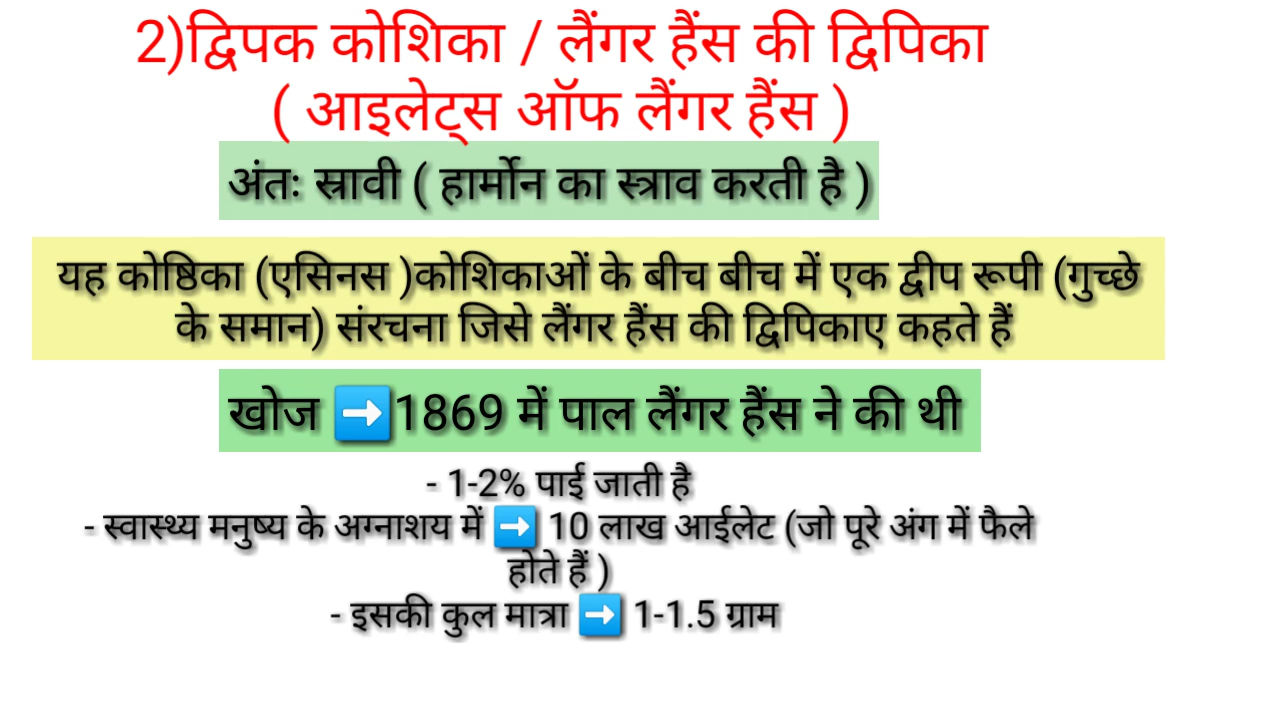 2)द्विपक कोशिका / लैंगर हैंस की द्विपिका
( आइलेट्स ऑफ लैंगर हैंस )
अंतः स्रावी ( हार्मोन का स्त्राव करती है )
यह कोष्ठिका (एसिनस )कोशिकाओं के बीच बीच में एक द्वीप रूपी (गुच्छे
के समान) संरचना जिसे लैंगर हैंस की द्विपिकाए कहते हैं
खोज ➡️1869 में पाल लैंगर हैंस ने की थी
- 1-2% पाई जाती है
- स्वास्थ्य मनुष्य के अग्नाशय में ➡️ 10 लाख आईलेट (जो पूरे अंग में फैले
होते हैं )
- इसकी कुल मात्रा ➡️ 1-1.5 ग्राम